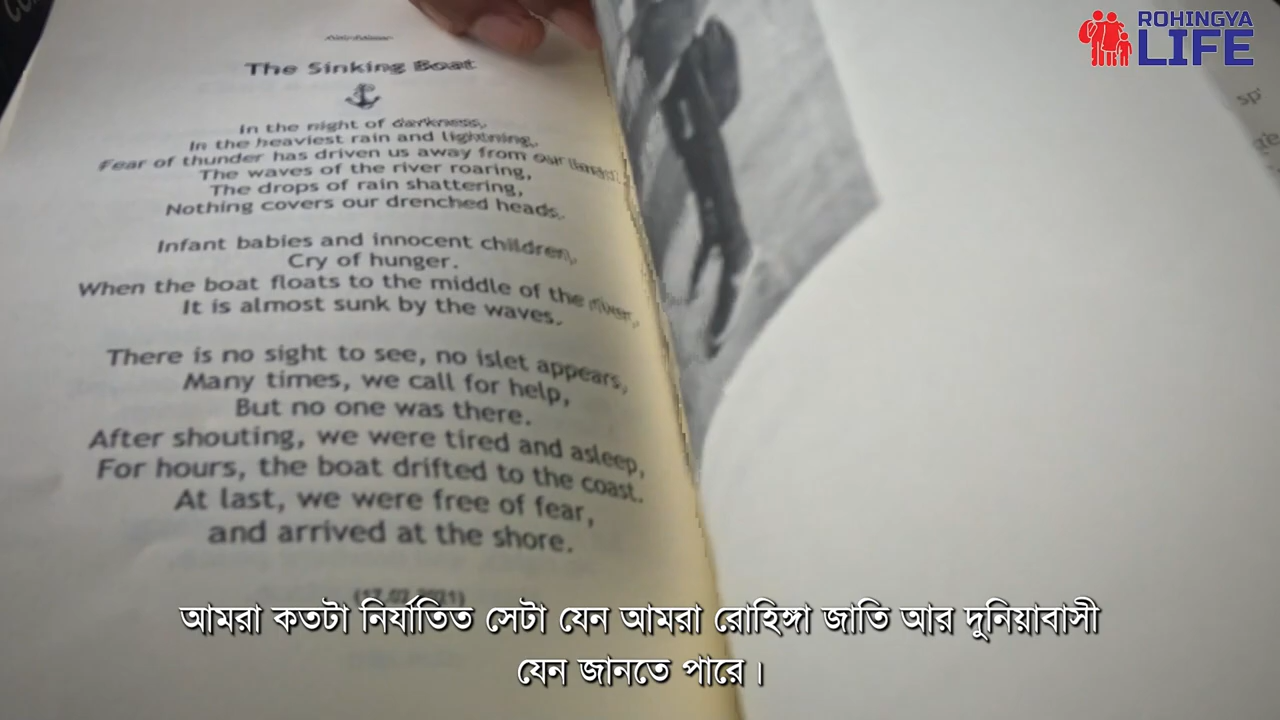 ROHINGYA
LIFE
The Sinking Boat
In the night of darkness,
In the heaviest rain and lightning,
Fear of thunder has driven us away from our land.
The waves of the river roaring,
The drops of rain shattering,
Nothing covers our drenched heads.
Infant babies and innocent children,
Cry of hunger.
When the boat floats to the middle of the river,
It is almost sunk by the waves.
There is no sight to see, no islet appears,
Many times, we call for help,
But no one was there.
After shouting, we were tired and asleep,
For hours, the boat drifted to the coast.
At last, we were free of fear,
and arrived at the shore.
আমরা কতটা নির্যাতিত সেটা যেন আমরা রোহিঙ্গা জাতি আর দুনিয়াবাসী
যেন জানতে পারে।